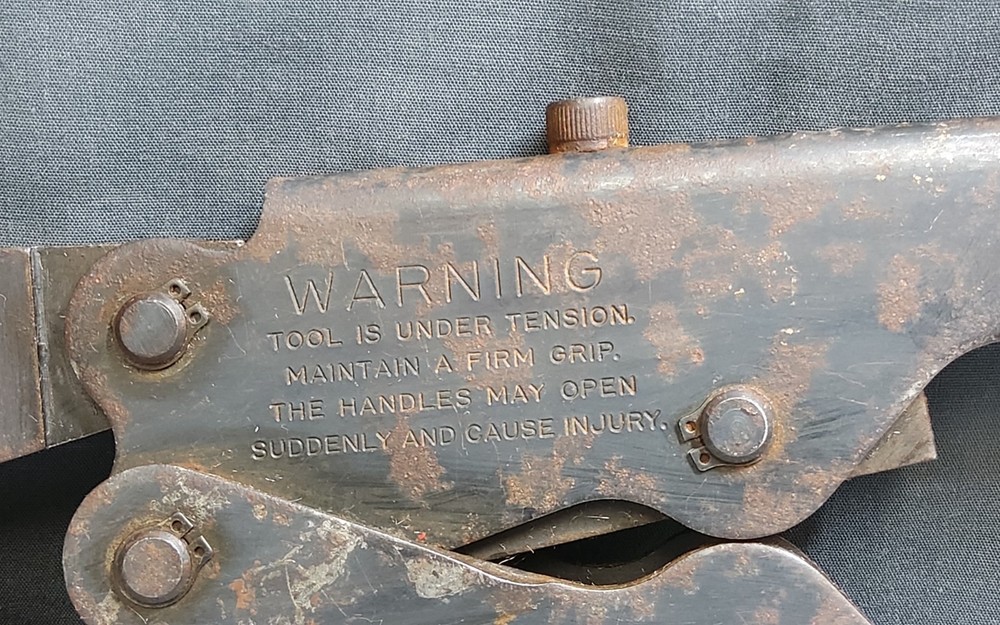 WARNING
TOOL IS UNDER TENSION.
MAINTAIN A FIRM GRIP.
THE HANDLES MAY OPEN
SUDDENLY AND CAUSE INJURY.